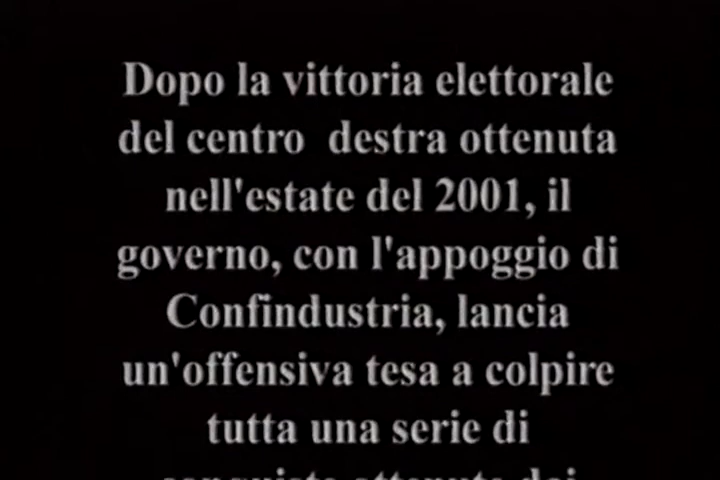 Dopo la vittoria elettorale
del centro  destra ottenuta
nell'estate del 2001, il
governo, con l'appoggio di
Confindustria, lancia
un'offensiva tesa a colpire
tutta una serie di